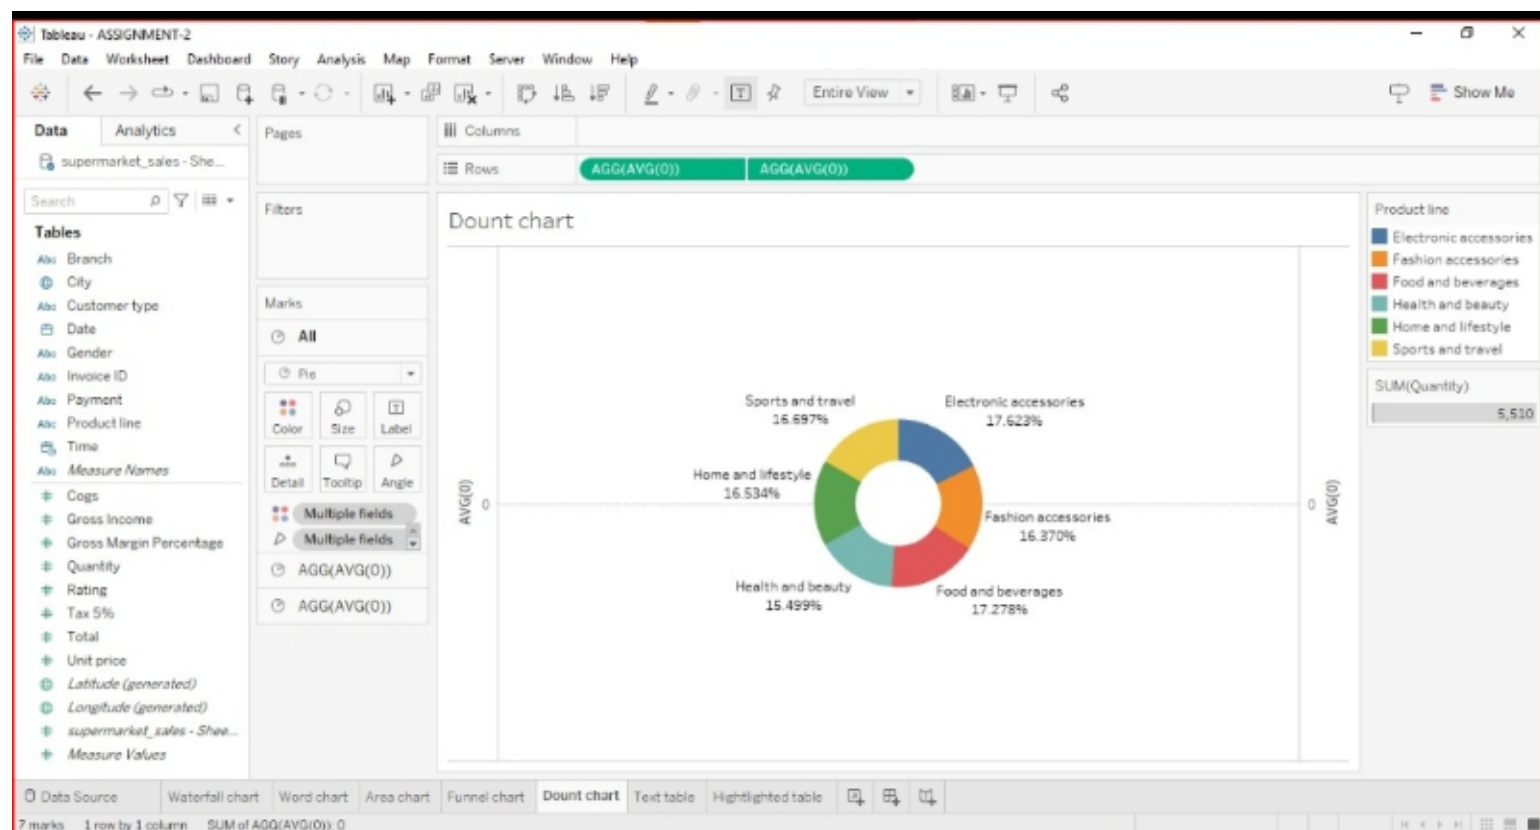 Tableau - ASSIGNMENT-2
File Data Worksheet Dashboard Story Analysis Map Format Server Window Help
Entire View
Show Me
Data Analytics
supermarket_sales - She...
Search
Tables
Abc Branch
City
Abc Customer type
Date
Abc Gender
Abc Invoice ID
Abc Payment
Abc Product line
Time
Abc Measure Names
Cogs
Gross Income
Gross Margin Percentage
Quantity
Rating
Tax 5%
Total
Unit price
Latitude (generated)
Longitude (generated)
supermarket_sales - Shee...
Measure Values
Pages
Filters
Marks
All
Pie
Color Size Label
Detail Tooltip Angle
Multiple fields
Multiple fields
AGG(AVG(0))
AGG(AVG(0))
Columns
Rows AGG(AVG(0)) AGG(AVG(0))
Dount chart
Sports and travel
16.697%
Electronic accessories
17.623%
Home and lifestyle
16.534%
Fashion accessories
16.370%
Health and beauty
15.499%
Food and beverages
17.278%
AVG(0)
0
0
AVG(0)
Product line
Electronic accessories
Fashion accessories
Food and beverages
Health and beauty
Home and lifestyle
Sports and travel
SUM(Quantity)
5,510
Data Source Waterfall chart Word chart Area chart Funnel chart Dount chart Text table Hightlighted table
7 marks 1 row by 1 column SUM of AGG(AVG(0)): 0